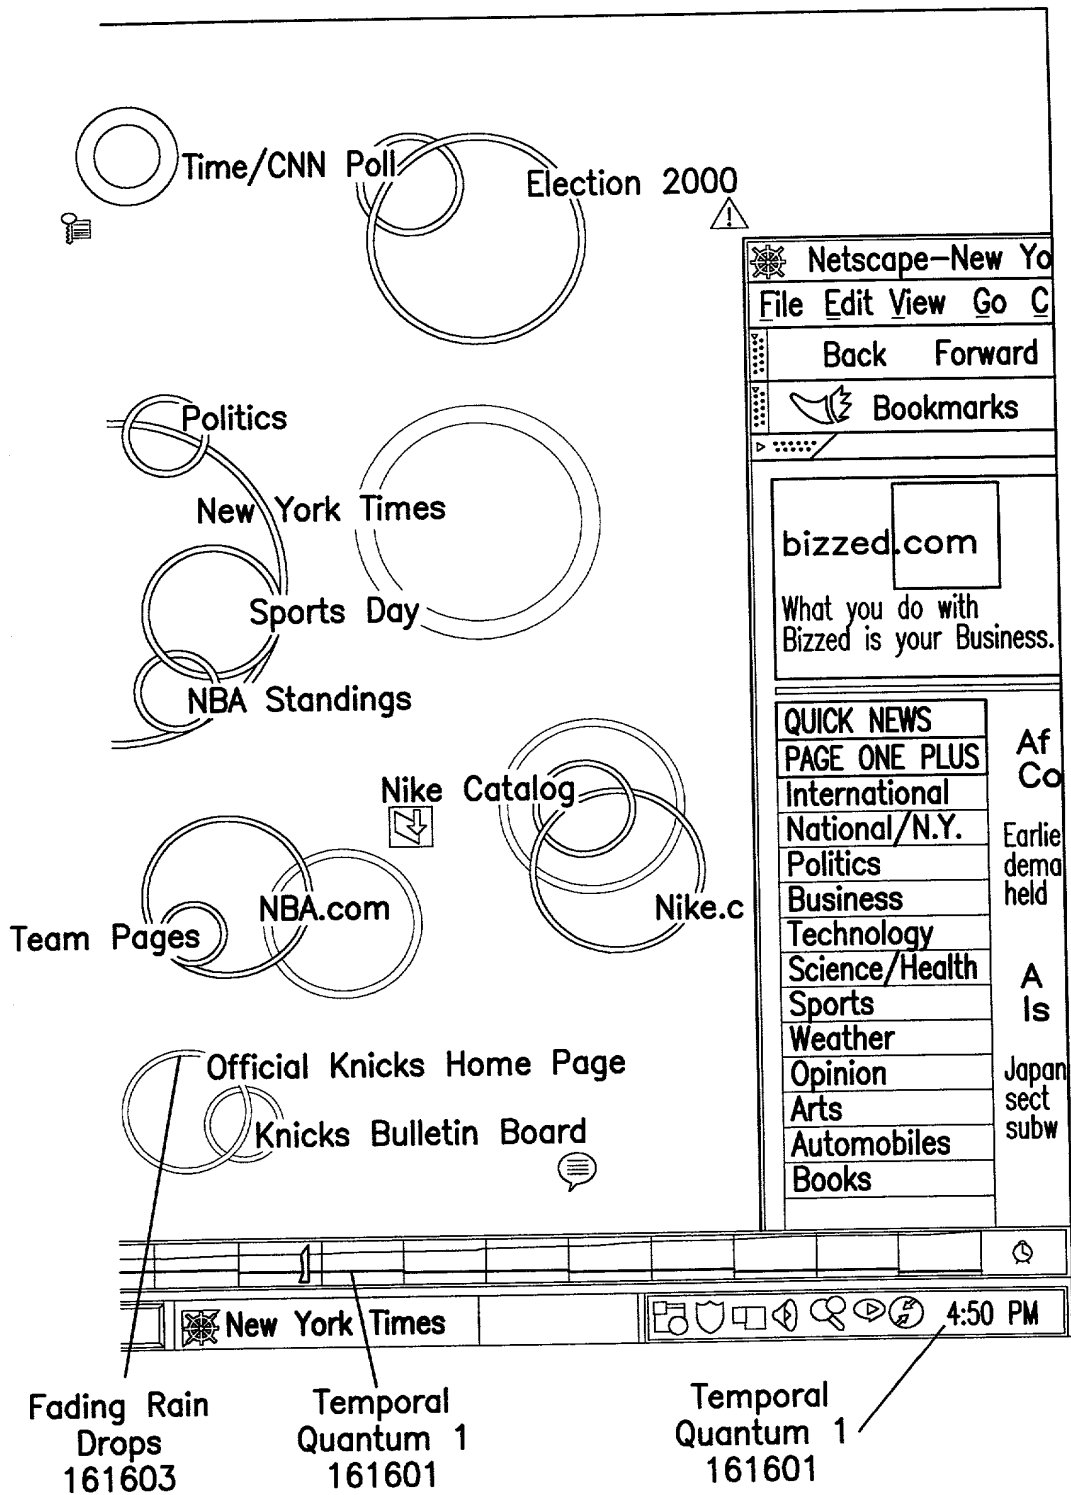 Time/CNN Poll
Election 2000
Netscape-New Yo
File Edit View Go C
Back Forward
Bookmarks
Politics
New York Times
Sports Day
NBA Standings
bizzed.com
What you do with
Bizzed is your Business.
QUICK NEWS
PAGE ONE PLUS
International
National/N.Y.
Politics
Business
Technology
Science/Health
Sports
Weather
Opinion
Arts
Automobiles
Books
Af
Co
Earlie
dema
held
A
Is
Japan
sect
subw
Nike Catalog
Nike.c
NBA.com
Team Pages
Official Knicks Home Page
Knicks Bulletin Board
New York Times
4:50 PM
Fading Rain
Drops
161603
Temporal
Quantum 1
161601
Temporal
Quantum 1
161601